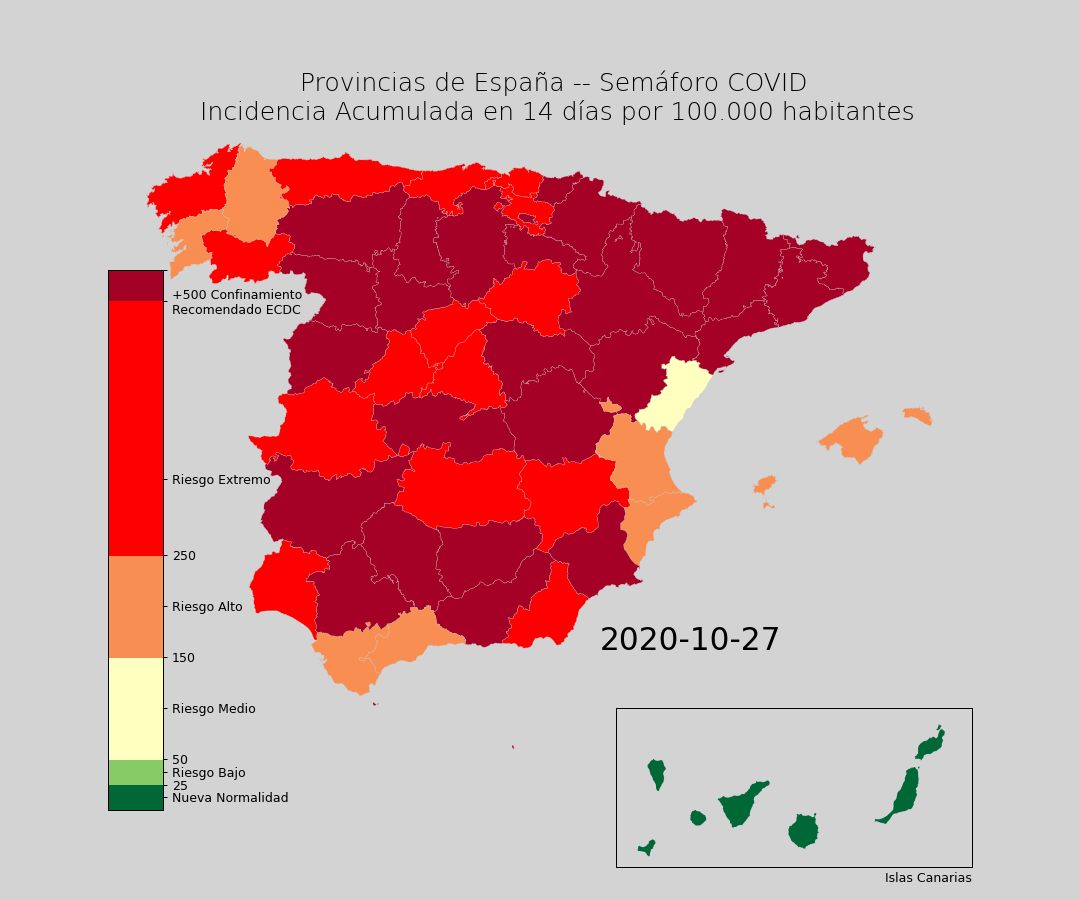 Provincias de España -- Semáforo COVID
Incidencia Acumulada en 14 días por 100.000 habitantes
+500 Confinamiento
Recomendado ECDC
Riesgo Extremo
250
Riesgo Alto
150
Riesgo Medio
50
Riesgo Bajo
25
Nueva Normalidad
2020-10-27
Islas Canarias